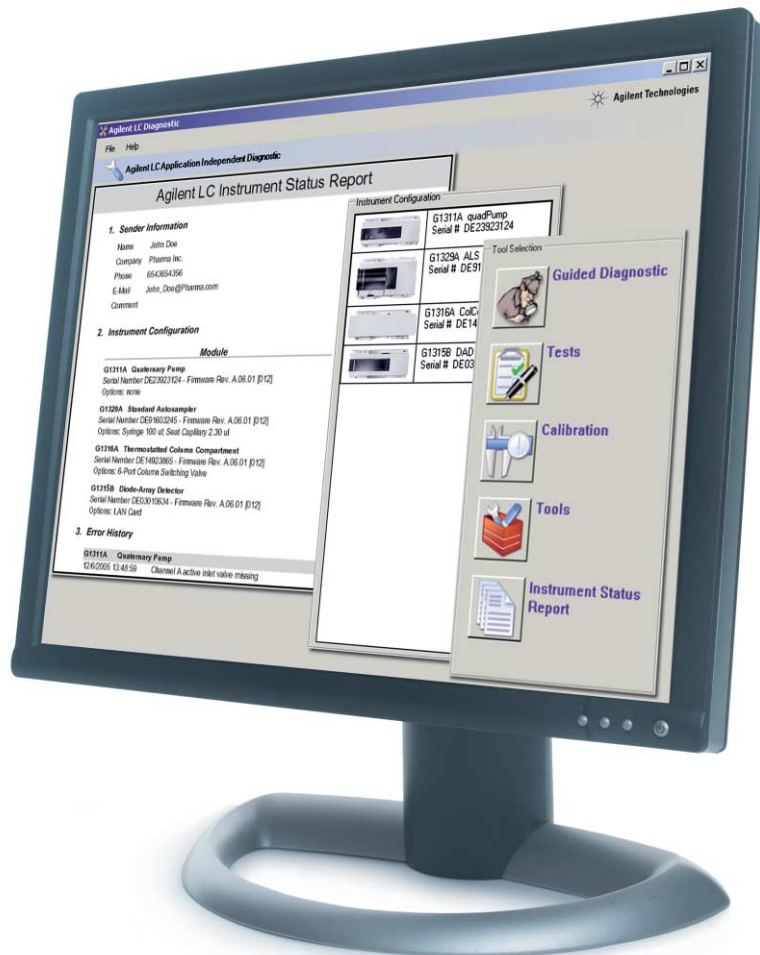 Agilent LC Diagnostic
File Help
Agilent Technologies
Agilent LC Application Independent Diagnostic
Agilent LC Instrument Status Report
1. Sender Information
Name John Doe
Company Pharma Inc.
Phone 6543654356
E-Mail John_Doe@Pharma.com
Comment
2. Instrument Configuration
Module
G1311A Quaternary Pump
Serial Number DE23923124 - Firmware Rev. A.06.01 [012]
Options: none
G1329A Standard Autosampler
Serial Number DE91603245 - Firmware Rev. A.06.01 [012]
Options: Syringe 100 ul; Seat Capillary 2.30 ul
G1316A Thermostatted Column Compartment
Serial Number DE14923865 - Firmware Rev. A.06.01 [012]
Options: 6-Port Column Switching Valve
G1315B Diode-Array Detector
Serial Number DE03010634 - Firmware Rev. A.06.01 [012]
Options: LAN Card
3. Error History
G1311A Quaternary Pump
12/6/2005 13:48:59 Channel A active inlet valve missing
Instrument Configuration
G1311A quadPump
Serial # DE23923124
G1329A ALS
Serial # DE91
G1316A ColCo
Serial # DE14
G1315B DAD
Serial # DE03
Tool Selection
Guided Diagnostic
Tests
Calibration
Tools
Instrument Status
Report